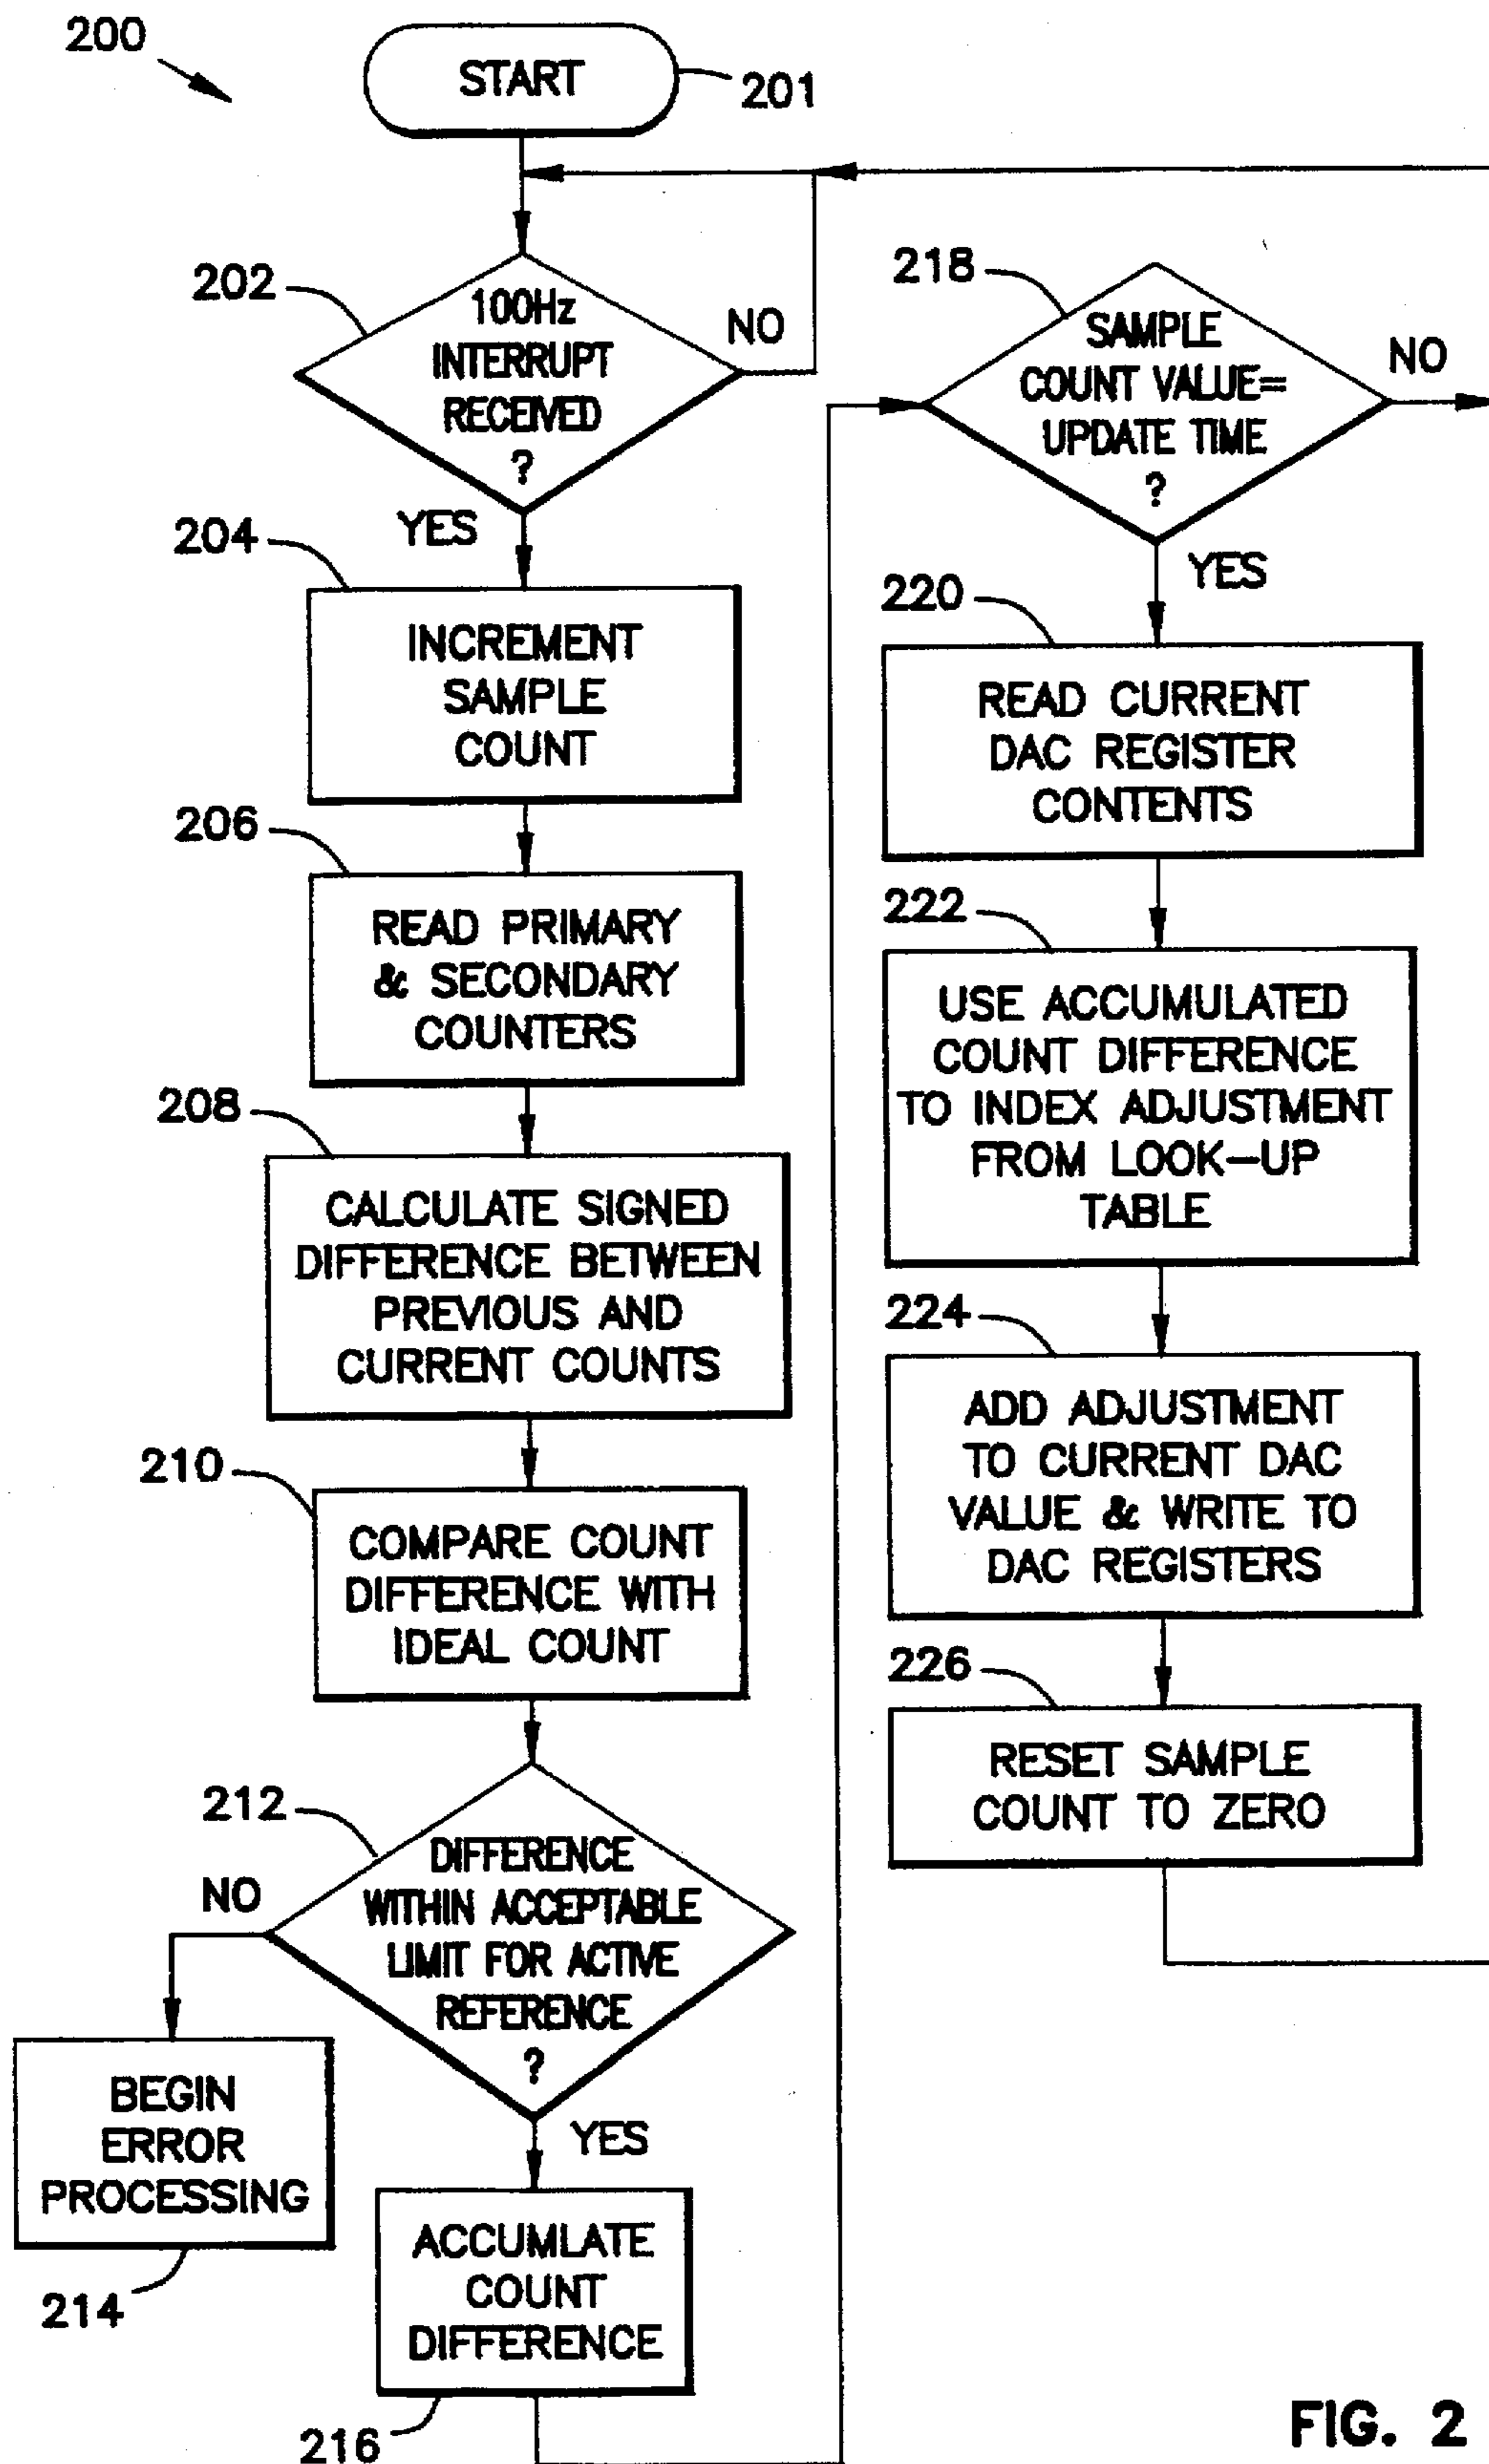 200
START
201
202
100Hz
INTERRUPT
RECEIVED
?
NO
YES
204
INCREMENT
SAMPLE
COUNT
206
READ PRIMARY
& SECONDARY
COUNTERS
208
CALCULATE SIGNED
DIFFERENCE BETWEEN
PREVIOUS AND
CURRENT COUNTS
210
COMPARE COUNT
DIFFERENCE WITH
IDEAL COUNT
212
DIFFERENCE
WITHIN ACCEPTABLE
LIMIT FOR ACTIVE
REFERENCE
?
NO
YES
BEGIN
ERROR
PROCESSING
214
ACCUMLATE
COUNT
DIFFERENCE
216
218
SAMPLE
COUNT VALUE=
UPDATE TIME
?
NO
YES
220
READ CURRENT
DAC REGISTER
CONTENTS
222
USE ACCUMULATED
COUNT DIFFERENCE
TO INDEX ADJUSTMENT
FROM LOOK-UP
TABLE
224
ADD ADJUSTMENT
TO CURRENT DAC
VALUE & WRITE TO
DAC REGISTERS
226
RESET SAMPLE
COUNT TO ZERO
FIG. 2